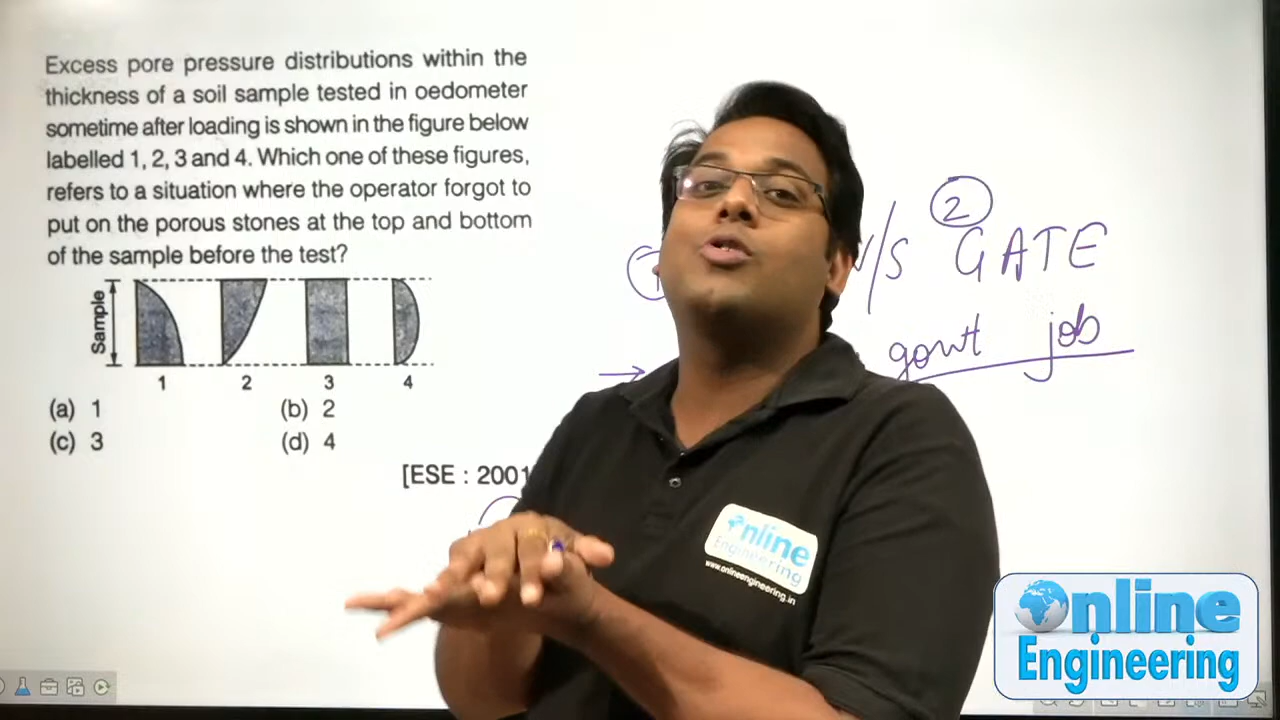 Excess pore pressure distributions within the
thickness of a soil sample tested in oedometer
sometime after loading is shown in the figure below
labelled 1, 2, 3 and 4. Which one of these figures,
refers to a situation where the operator forgot to
put on the porous stones at the top and bottom
of the sample before the test?
Sample
1 2 3 4
(a) 1 (b) 2
(c) 3 (d) 4
[ESE : 2001
2
/S GATE
govt job
Online
Engineering
www.onlineengineering.in
Online
Engineering